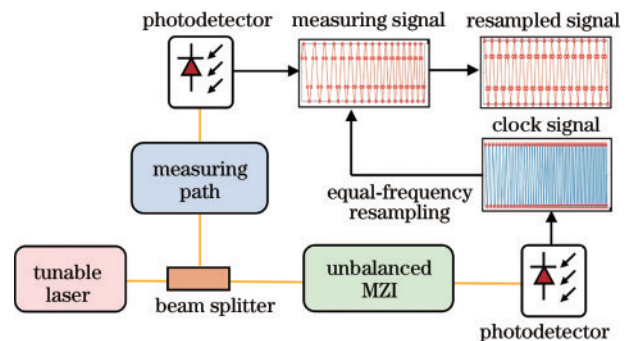 photodetector
measuring signal
resampled signal
clock signal
measuring
path
equal-frequency
resampling
tunable
laser
beam splitter
unbalanced
MZI
photodetector